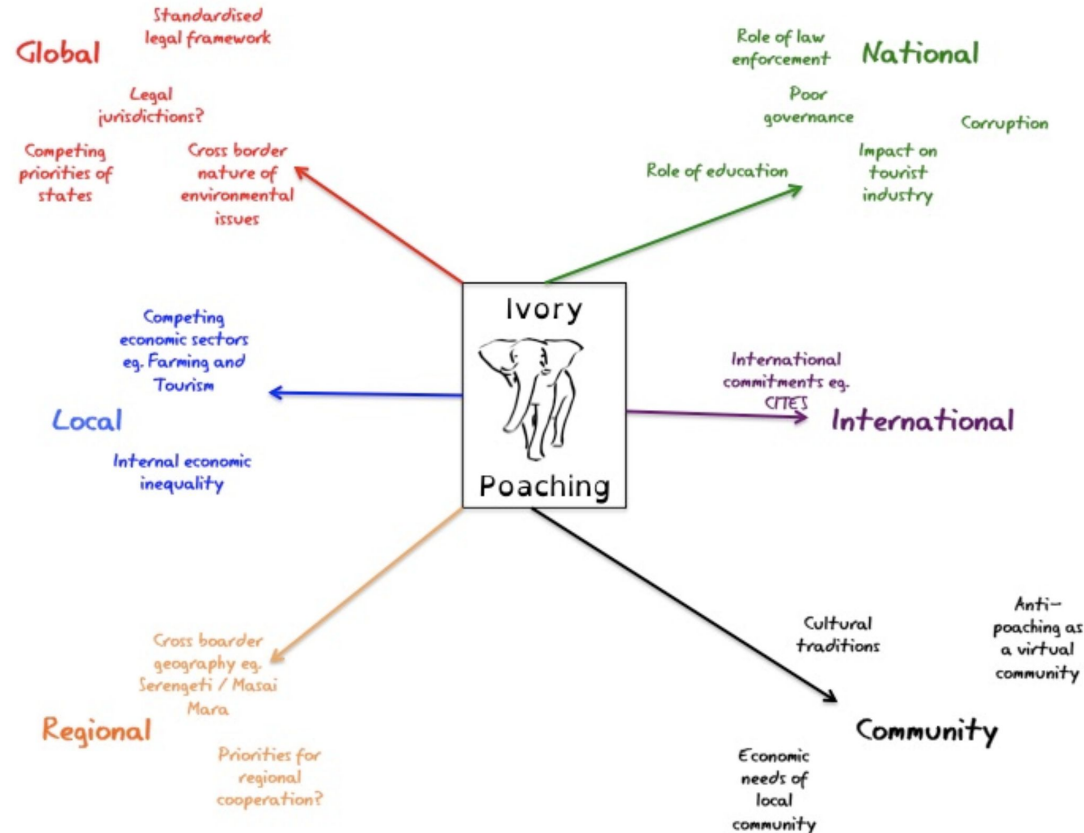 Global
Standardised
legal framework
Legal
jurisdictions?
Competing
priorities of
states
Cross border
nature of
environmental
issues
National
Role of law
enforcement
Poor
governance
Corruption
Role of education
Impact on
tourist
industry
Ivory
Poaching
Competing
economic sectors
eg. Farming and
Tourism
Local
Internal economic
inequality
International
commitments eg.
CITES
International
Cross boarder
geography eg.
Serengeti / Masai
Mara
Regional
Priorities for
regional
cooperation?
Cultural
traditions
Anti-
poaching as
a virtual
community
Community
Economic
needs of
local
community